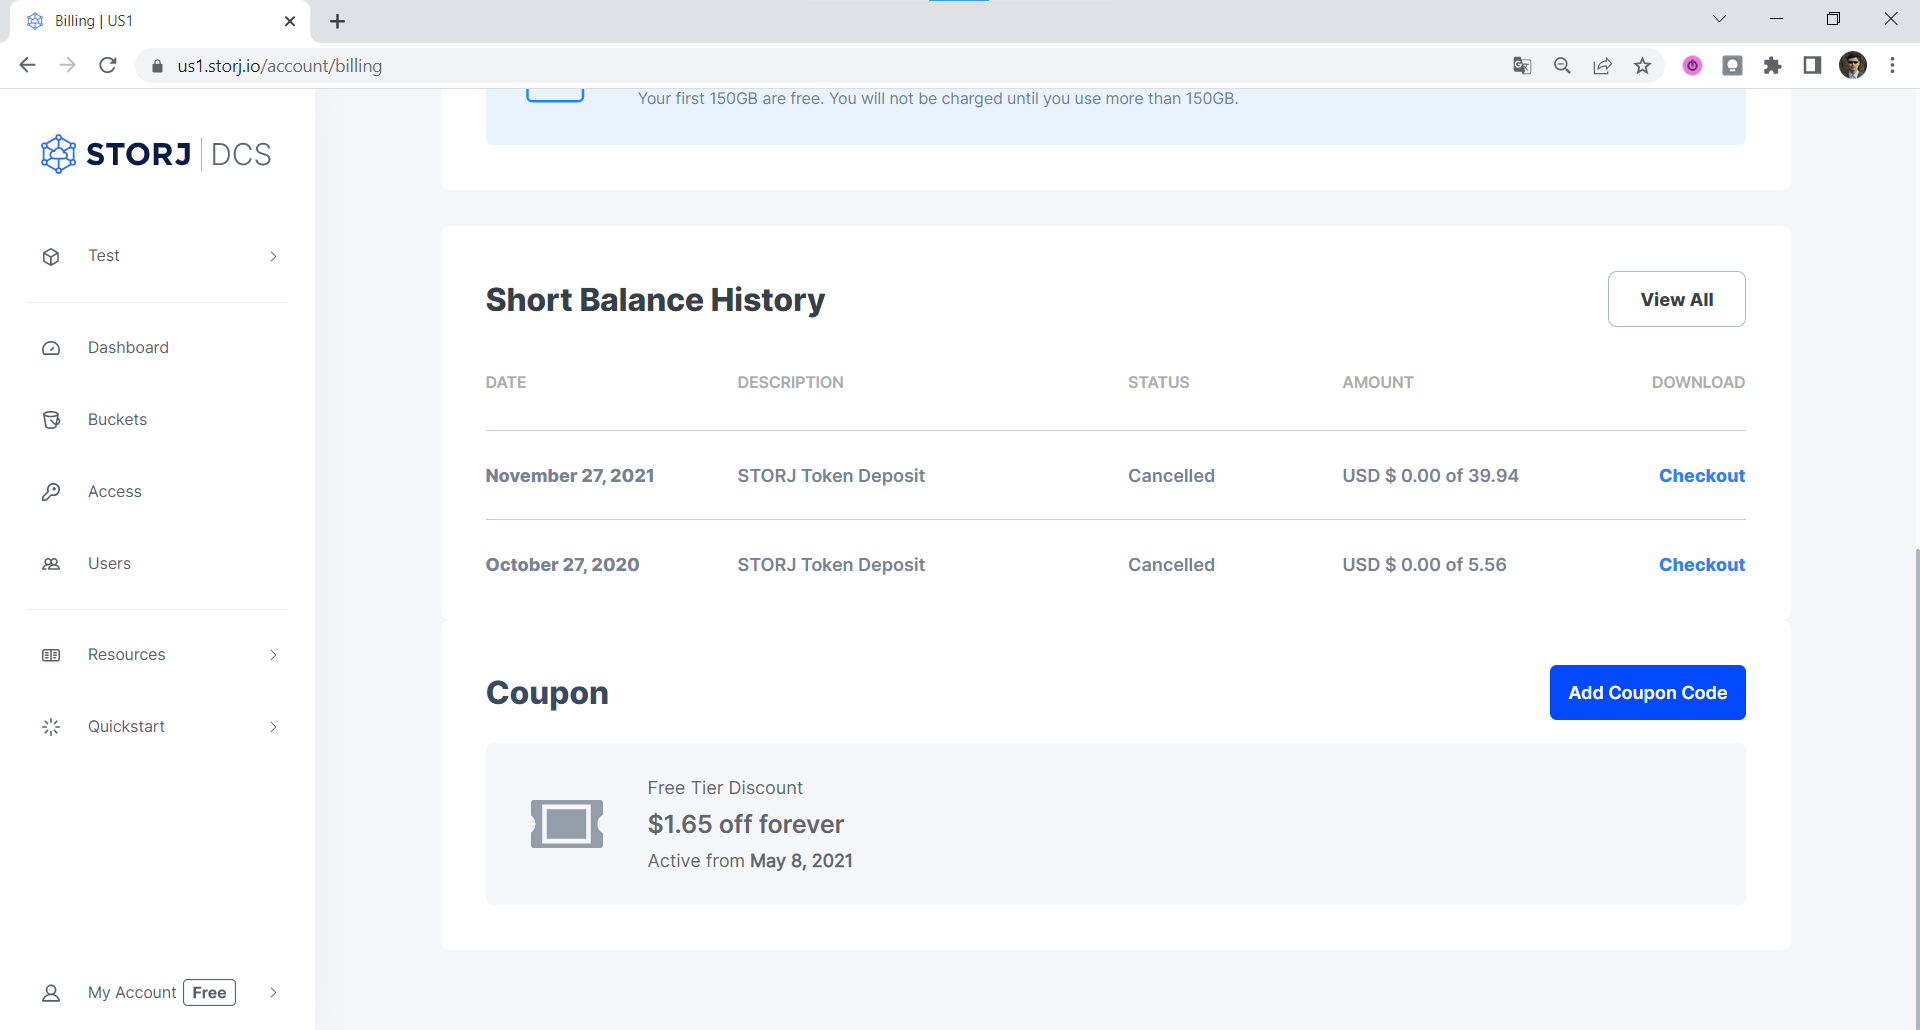 Billing | US1
us1.storj.io/account/billing
Your first 150GB are free. You will not be charged until you use more than 150GB.
STORJ DCS
Test
Dashboard
Buckets
Access
Users
Resources
Quickstart
My Account Free
Short Balance History
View All
DATE DESCRIPTION STATUS AMOUNT DOWNLOAD
November 27, 2021 STORJ Token Deposit Cancelled USD $ 0.00 of 39.94 Checkout
October 27, 2020 STORJ Token Deposit Cancelled USD $ 0.00 of 5.56 Checkout
Coupon
Add Coupon Code
Free Tier Discount
$1.65 off forever
Active from May 8, 2021